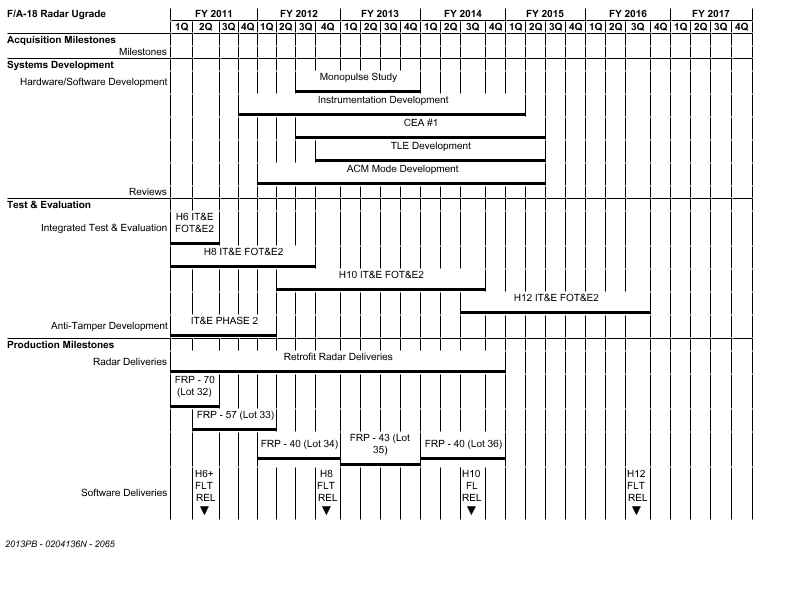 F/A-18 Radar Ugrade
FY 2011 FY 2012 FY 2013 FY 2014 FY 2015 FY 2016 FY 2017
1Q 2Q 3Q 4Q 1Q 2Q 3Q 4Q 1Q 2Q 3Q 4Q 1Q 2Q 3Q 4Q 1Q 2Q 3Q 4Q 1Q 2Q 3Q 4Q 1Q 2Q 3Q 4Q
Acquisition Milestones
Milestones
Systems Development
Hardware/Software Development
Monopulse Study
Instrumentation Development
CEA #1
TLE Development
ACM Mode Development
Reviews
Test & Evaluation
Integrated Test & Evaluation
H6 IT&E
FOT&E2
H8 IT&E FOT&E2
H10 IT&E FOT&E2
H12 IT&E FOT&E2
Anti-Tamper Development
IT&E PHASE 2
Production Milestones
Radar Deliveries
Retrofit Radar Deliveries
FRP - 70
(Lot 32)
FRP - 57 (Lot 33)
FRP - 40 (Lot 34)
FRP - 43 (Lot
35)
FRP - 40 (Lot 36)
Software Deliveries
H6+
FLT
REL
H8
FLT
REL
H10
FL
REL
H12
FLT
REL
2013PB - 0204136N - 2065